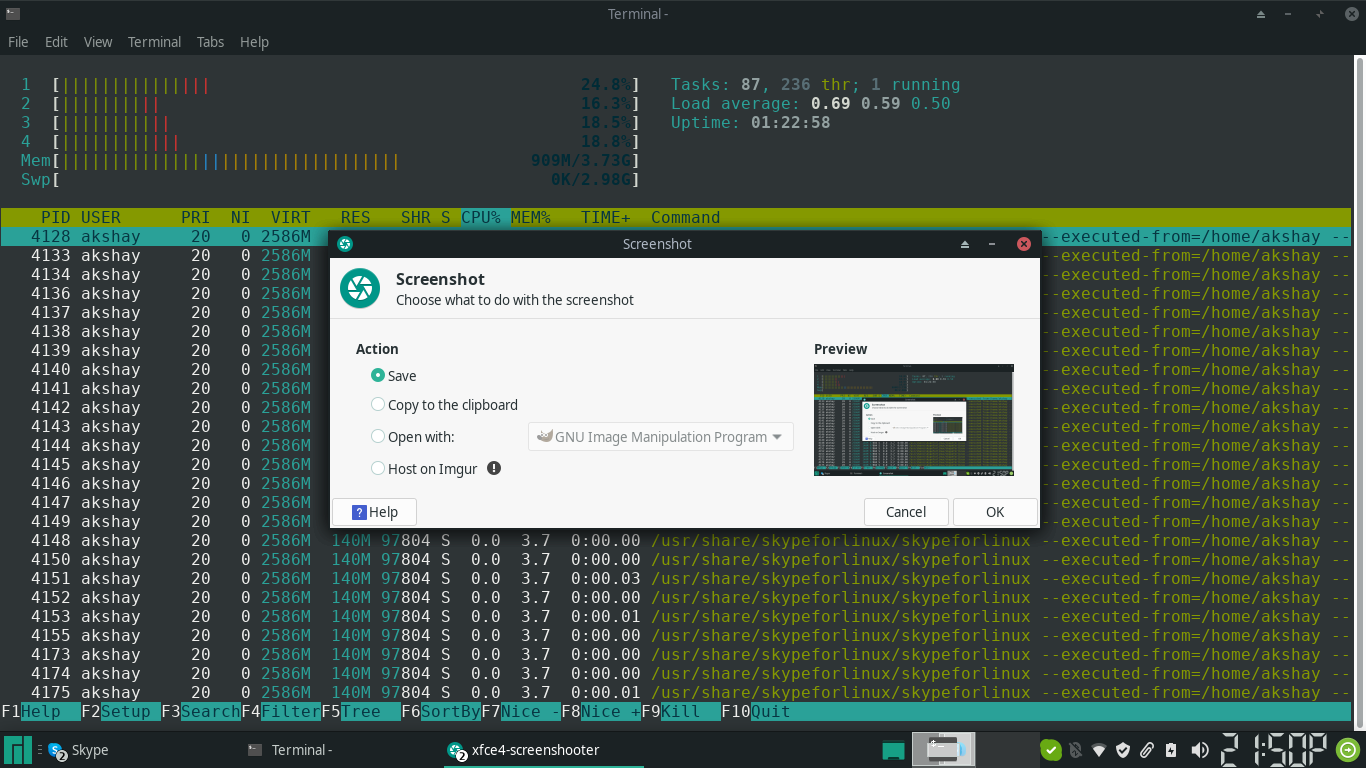 Terminal -
File Edit View Terminal Tabs Help
1 [|||||||||||||||24.8%] Tasks: 87, 236 thr; 1 running
2 [||||||||||16.3%] Load average: 0.69 0.59 0.50
3 [|||||||||||18.5%] Uptime: 01:22:58
4 [||||||||||||18.8%]
Mem[||||||||||||||||||||||||||||||||||909M/3.73G]
Swp[0K/2.98G]
PID USER PRI NI VIRT RES SHR S CPU% MEM% TIME+ Command
4128 akshay 20 0 2586M --executed-from=/home/akshay --
4133 akshay 20 0 2586M --executed-from=/home/akshay --
4134 akshay 20 0 2586M --executed-from=/home/akshay --
4136 akshay 20 0 2586M --executed-from=/home/akshay --
4137 akshay 20 0 2586M --executed-from=/home/akshay --
4138 akshay 20 0 2586M --executed-from=/home/akshay --
4139 akshay 20 0 2586M --executed-from=/home/akshay --
4140 akshay 20 0 2586M --executed-from=/home/akshay --
4141 akshay 20 0 2586M --executed-from=/home/akshay --
4142 akshay 20 0 2586M --executed-from=/home/akshay --
4143 akshay 20 0 2586M --executed-from=/home/akshay --
4144 akshay 20 0 2586M --executed-from=/home/akshay --
4145 akshay 20 0 2586M --executed-from=/home/akshay --
4146 akshay 20 0 2586M --executed-from=/home/akshay --
4147 akshay 20 0 2586M --executed-from=/home/akshay --
4149 akshay 20 0 2586M --executed-from=/home/akshay --
4148 akshay 20 0 2586M 140M 97804 S 0.0 3.7 0:00.00 /usr/share/skypeforlinux/skypeforlinux --executed-from=/home/akshay --
4150 akshay 20 0 2586M 140M 97804 S 0.0 3.7 0:00.00 /usr/share/skypeforlinux/skypeforlinux --executed-from=/home/akshay --
4151 akshay 20 0 2586M 140M 97804 S 0.0 3.7 0:00.03 /usr/share/skypeforlinux/skypeforlinux --executed-from=/home/akshay --
4152 akshay 20 0 2586M 140M 97804 S 0.0 3.7 0:00.00 /usr/share/skypeforlinux/skypeforlinux --executed-from=/home/akshay --
4153 akshay 20 0 2586M 140M 97804 S 0.0 3.7 0:00.01 /usr/share/skypeforlinux/skypeforlinux --executed-from=/home/akshay --
4155 akshay 20 0 2586M 140M 97804 S 0.0 3.7 0:00.00 /usr/share/skypeforlinux/skypeforlinux --executed-from=/home/akshay --
4173 akshay 20 0 2586M 140M 97804 S 0.0 3.7 0:00.00 /usr/share/skypeforlinux/skypeforlinux --executed-from=/home/akshay --
4174 akshay 20 0 2586M 140M 97804 S 0.0 3.7 0:00.00 /usr/share/skypeforlinux/skypeforlinux --executed-from=/home/akshay --
4175 akshay 20 0 2586M 140M 97804 S 0.0 3.7 0:00.01 /usr/share/skypeforlinux/skypeforlinux --executed-from=/home/akshay --
F1Help F2Setup F3SearchF4FilterF5Tree F6SortByF7Nice -F8Nice +F9Kill F10Quit
Screenshot
Screenshot
Choose what to do with the screenshot
Action
Preview
Save
Copy to the clipboard
Open with: GNU Image Manipulation Program
Host on Imgur
Help
Cancel
OK
2 Skype
Terminal -
2 xfce4-screenshooter
2 1:50P